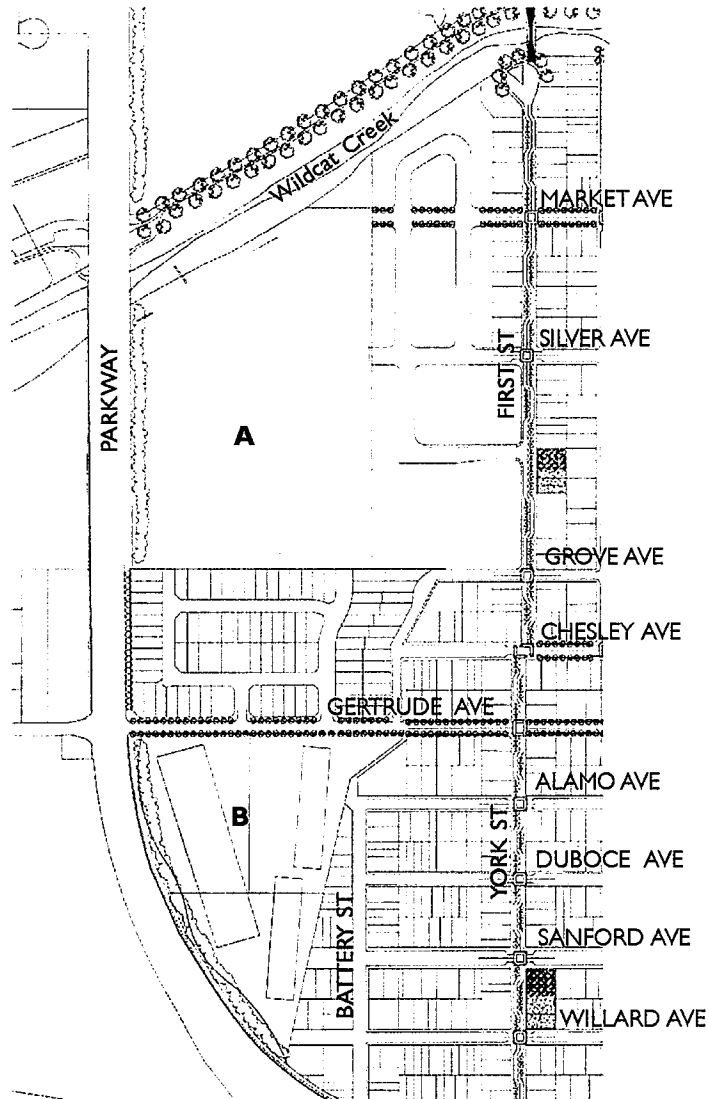 Wildcat Creek
MARKET AVE
SILVER AVE
FIRST ST
PARKWAY
A
GROVE AVE
CHESLEY AVE
GERTRUDE AVE
ALAMO AVE
B
YORK ST
DUBOCE AVE
BATTERY ST
SANFORD AVE
WILLARD AVE